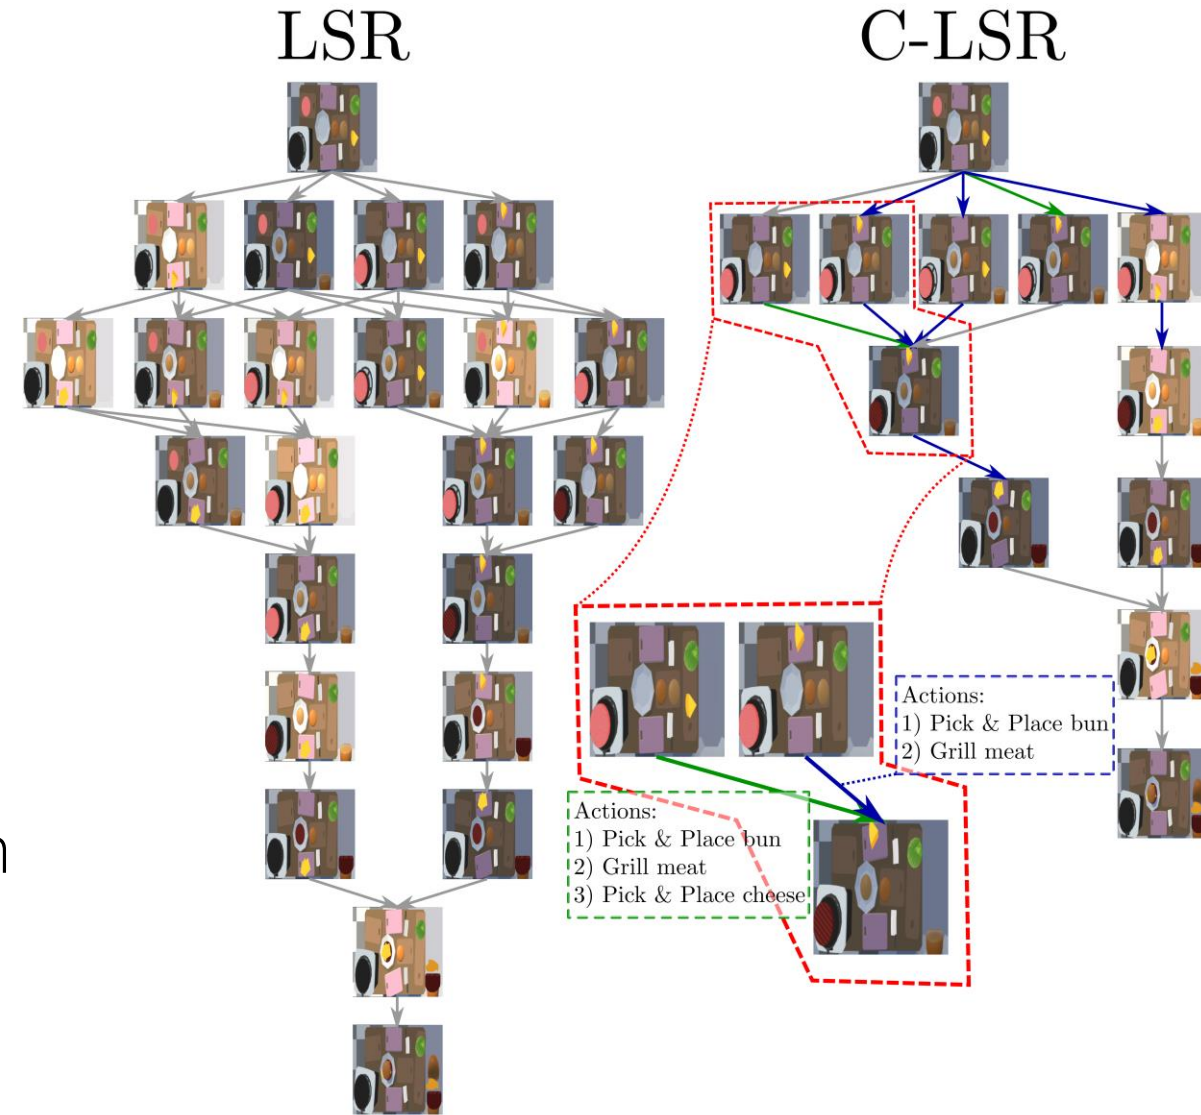 LSR
C-LSR
Actions:
1) Pick & Place bun
2) Grill meat
Actions:
1) Pick & Place bun
2) Grill meat
3) Pick & Place cheese
n